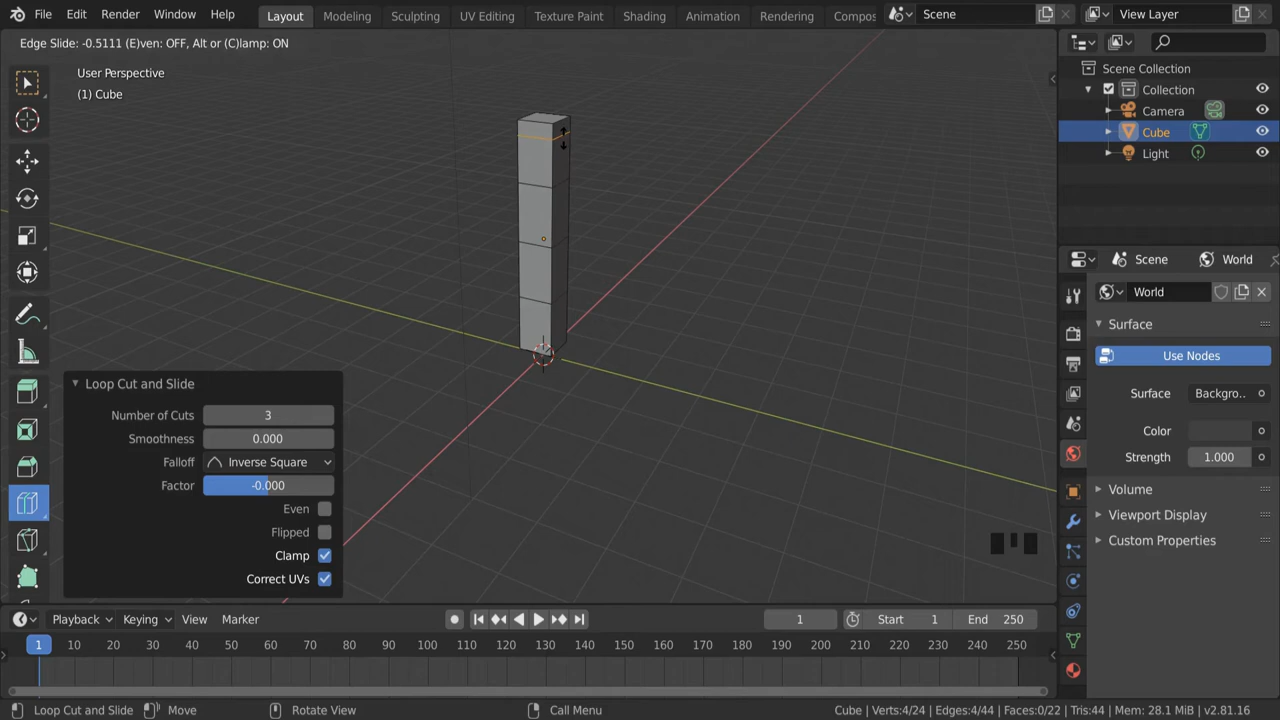 File Edit Render Window Help Layout Modeling Sculpting UV Editing Texture Paint Shading Animation Rendering Compos Scene View Layer
Edge Slide: -0.5111 (E)ven: OFF, Alt or (C)lamp: ON
User Perspective
(1) Cube
Scene Collection
Collection
Camera
Cube
Light
Scene World
World
Surface
Use Nodes
Surface Backgro..
Color
Strength 1.000
Volume
Viewport Display
Custom Properties
Loop Cut and Slide
Number of Cuts 3
Smoothness 0.000
Falloff Inverse Square
Factor -0.000
Even
Flipped
Clamp
Correct UVs
Playback Keying View Marker 1 Start 1 End 250
1 10 20 30 40 50 60 70 80 90 100 110 120 130 140 150 160 170 180 190 200 210 220 230 240 250
Loop Cut and Slide Move Rotate View Call Menu Cube | Verts:4/24 | Edges:4/44 | Faces:0/22 | Tris:44 | Mem: 28.1 MiB | v2.81.16